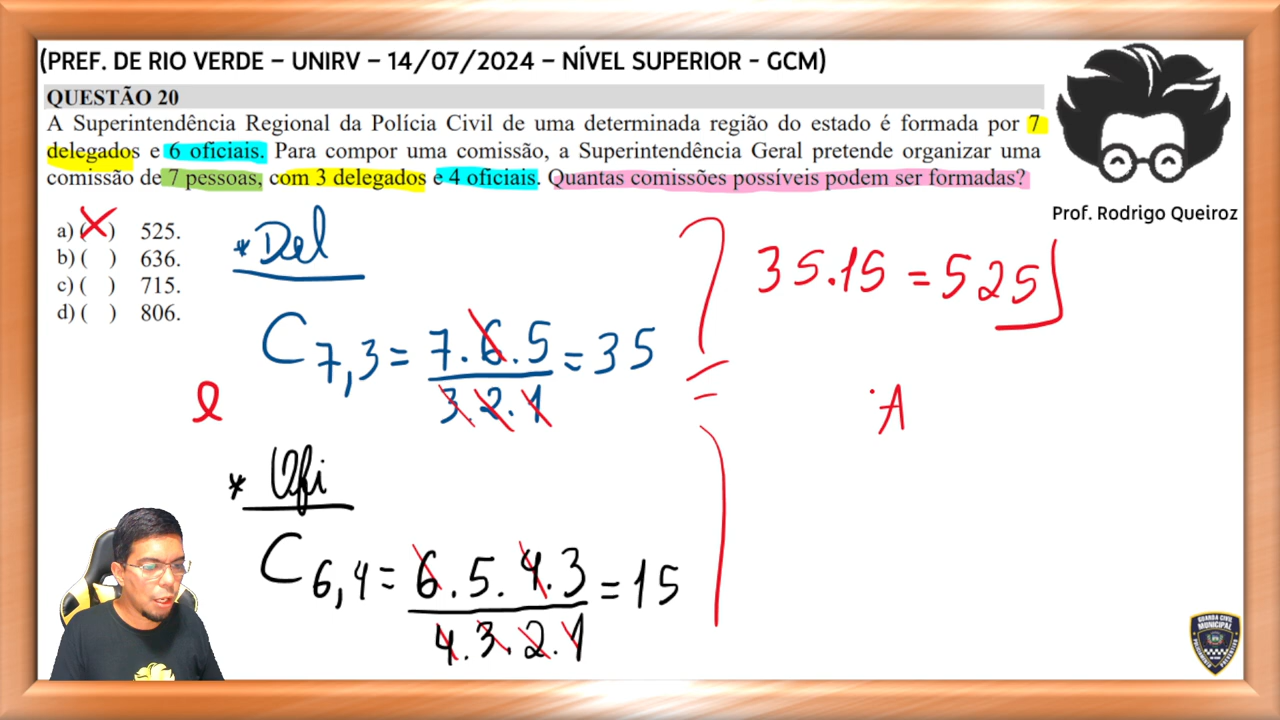 (PREF. DE RIO VERDE – UNIRV – 14/07/2024 – NÍVEL SUPERIOR - GCM)
QUESTÃO 20
A Superintendência Regional da Polícia Civil de uma determinada região do estado é formada por 7
delegados e 6 oficiais. Para compor uma comissão, a Superintendência Geral pretende organizar uma
comissão de 7 pessoas, com 3 delegados e 4 oficiais. Quantas comissões possíveis podem ser formadas?
Prof. Rodrigo Queiroz
a) (X) 525.
b) ( ) 636.
c) ( ) 715.
d) ( ) 806.
* Del
C7,3 = 7.6.5 / 3.2.1 = 35
e
* Ofi
C6,4 = 6.5.4.3 / 4.3.2.1 = 15
35.15 = 525
=
A
GUARDA CIVIL
MUNICIPAL